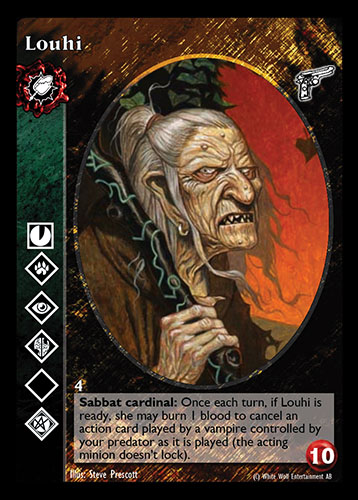 Louhi
4
Sabbat cardinal: Once each turn, if Louhi is
ready, she may burn 1 blood to cancel an
action card played by a vampire controlled by
your predator as it is played (the acting
minion doesn't lock).
10
Illus: Steve Prescott
(C) White Wolf Entertainment AB